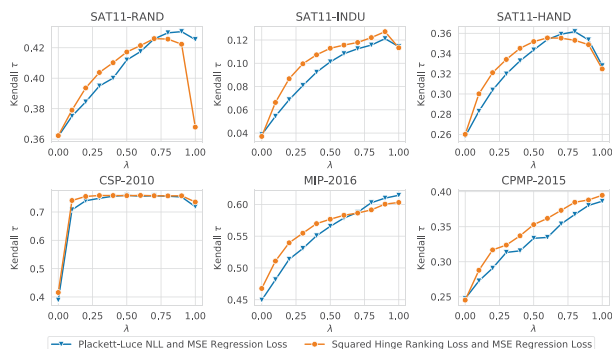 SAT11-RAND
SAT11-INDU
SAT11-HAND
Kendall τ
0.42
0.40
0.38
0.36
0.00 0.25 0.50 0.75 1.00
λ
Kendall τ
0.12
0.10
0.08
0.06
0.04
0.00 0.25 0.50 0.75 1.00
λ
Kendall τ
0.36
0.34
0.32
0.30
0.28
0.26
0.00 0.25 0.50 0.75 1.00
λ
CSP-2010
MIP-2016
CPMP-2015
Kendall τ
0.7
0.6
0.5
0.4
0.00 0.25 0.50 0.75 1.00
λ
Kendall τ
0.60
0.55
0.50
0.45
0.00 0.25 0.50 0.75 1.00
λ
Kendall τ
0.40
0.35
0.30
0.25
0.00 0.25 0.50 0.75 1.00
λ
Plackett-Luce NLL and MSE Regression Loss
Squared Hinge Ranking Loss and MSE Regression Loss